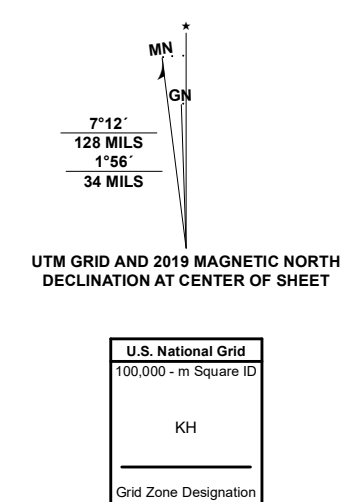 ★
MN
GN
7°12´
128 MILS
1°56´
34 MILS
UTM GRID AND 2019 MAGNETIC NORTH
DECLINATION AT CENTER OF SHEET
U.S. National Grid
100,000 - m Square ID
KH
Grid Zone Designation